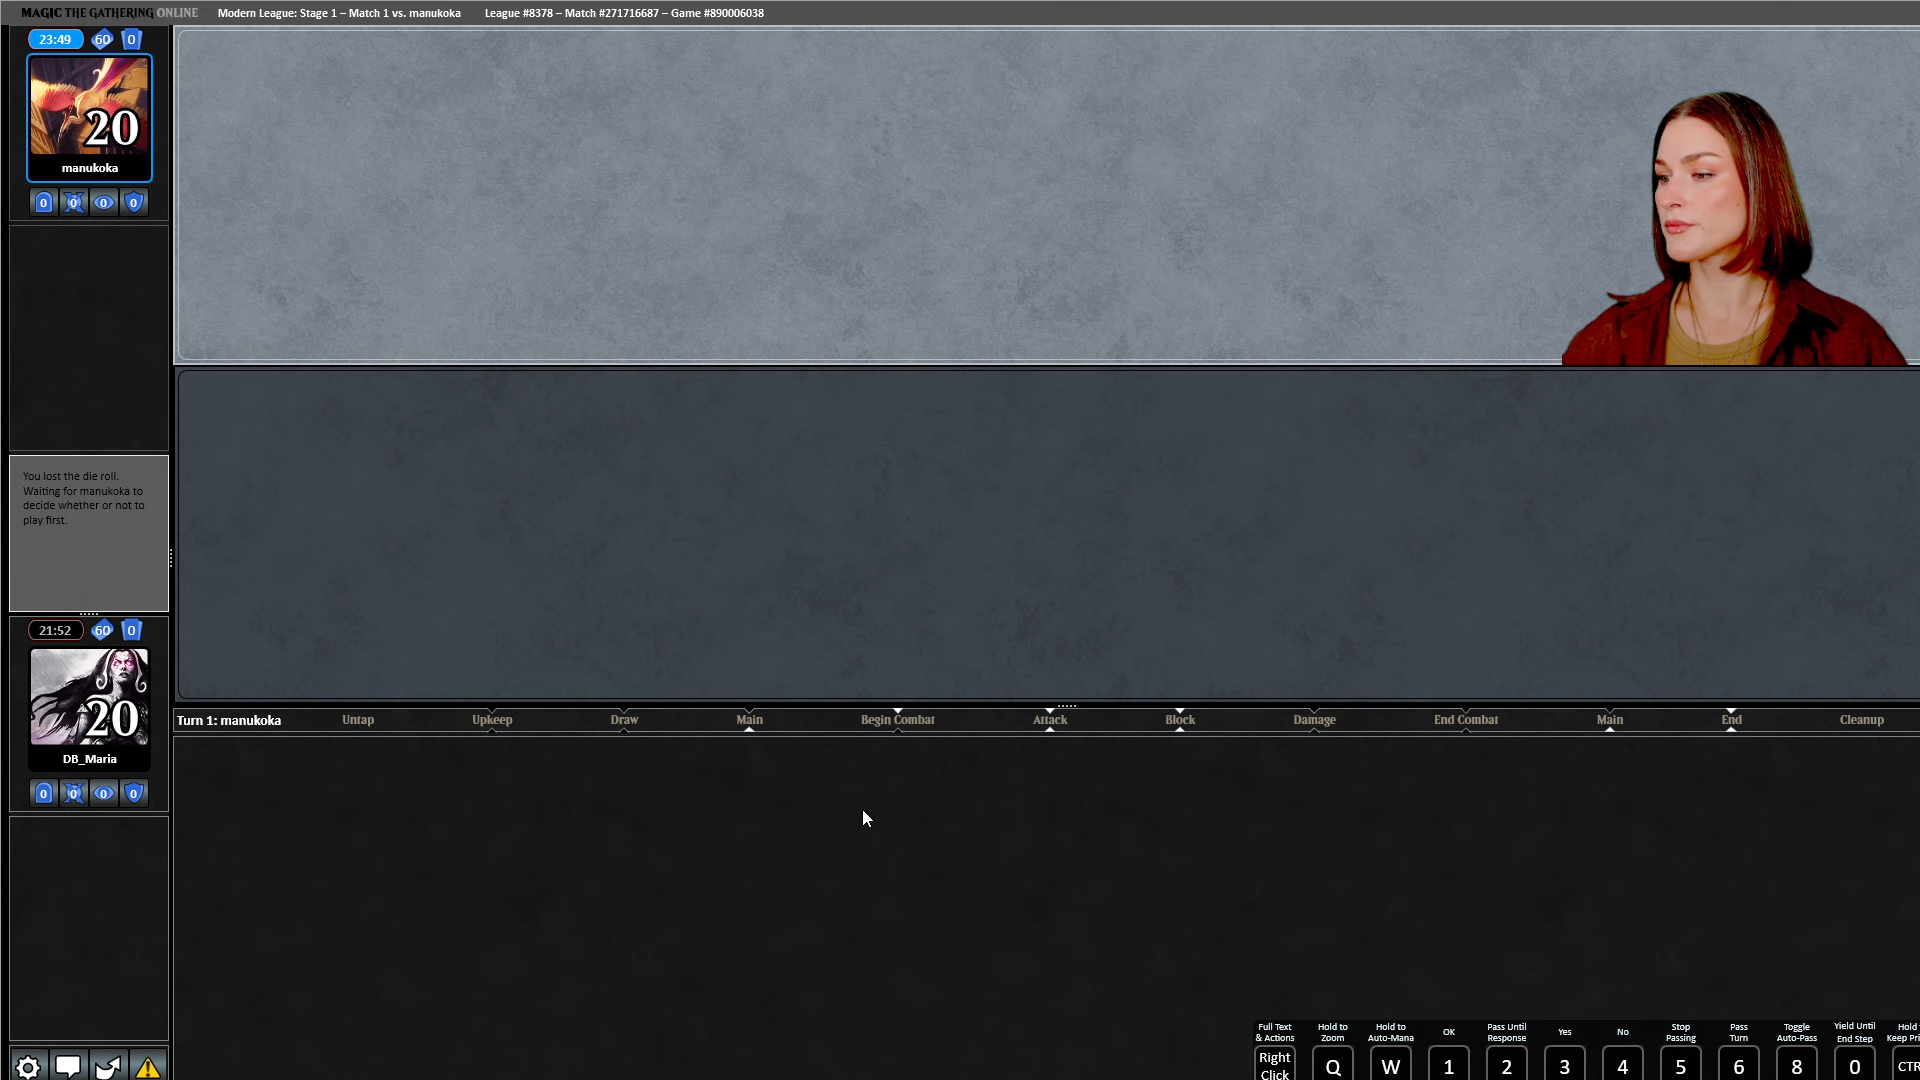 MAGIC THE GATHERING ONLINE
Modern League: Stage 1 – Match 1 vs. manukoka
League #8378 – Match #271716687 – Game #890006038
23:49
60
0
20
manukoka
0
0
0
0
You lost the die roll.
Waiting for manukoka to
decide whether or not to
play first.
21:52
60
0
20
DB_Maria
0
0
0
0
Turn 1: manukoka
Untap
Upkeep
Draw
Main
Begin Combat
Attack
Block
Damage
End Combat
Main
End
Cleanup
Full Text
& Actions
Right
Click
Hold to
Zoom
Q
Hold to
Auto-Mana
W
OK
1
Pass Until
Response
2
Yes
3
No
4
Stop
Passing
5
Pass
Turn
6
Toggle
Auto-Pass
8
Yield Until
End Step
0
Hold
Keep Pri
CTR